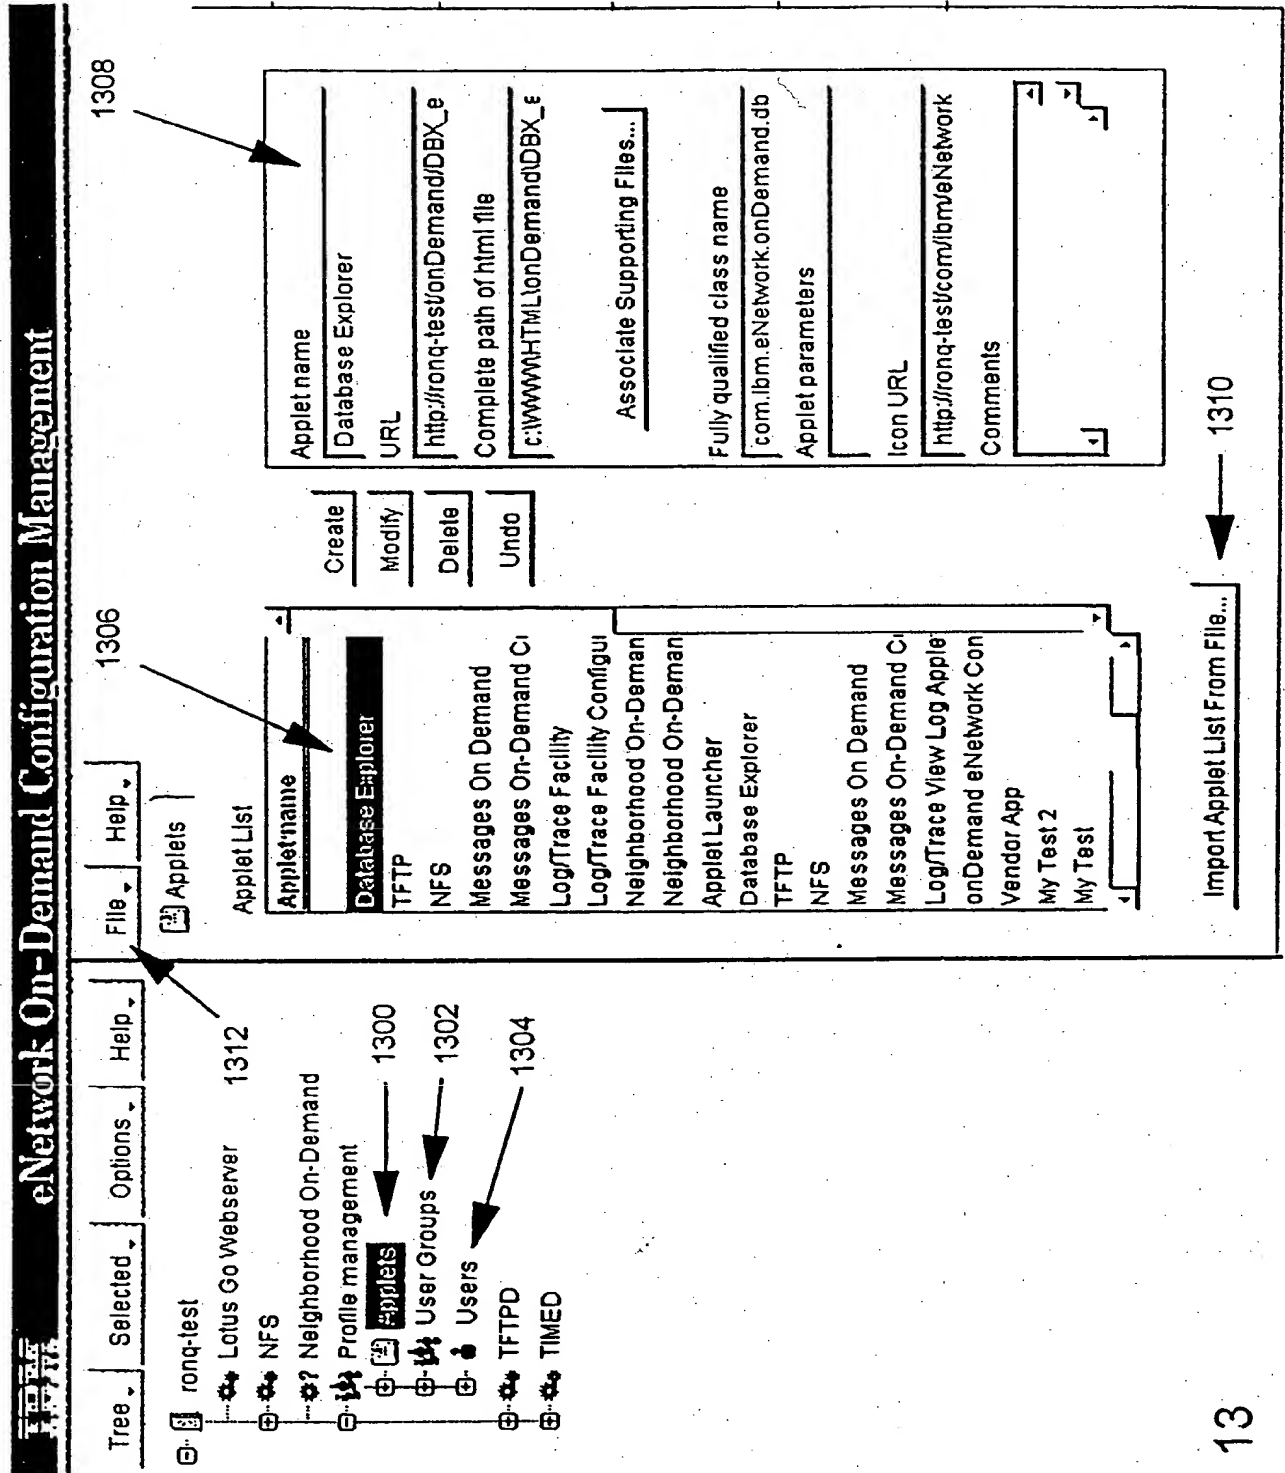 IBM
eNetwork On-Demand Configuration Management
Tree Selected Options Help
File Help
ronq-test
Lotus Go Webserver
NFS
Neighborhood On-Demand
Profile management
Applets
User Groups
Users
TFTPD
TIMED
1312
1300
1302
1304
Applets
Applet List
Applet name
Database Explorer
TFTP
NFS
Messages On Demand
Messages On-Demand C
Log/Trace Facility
Log/Trace Facility Configu
Neighborhood On-Deman
Neighborhood On-Deman
Applet Launcher
Database Explorer
TFTP
NFS
Messages On Demand
Messages On-Demand C
Log/Trace View Log Apple
onDemand eNetwork Con
Vendor App
My Test 2
My Test
Import Applet List From File...
1306
Create
Modify
Delete
Undo
1310
1308
Applet name
Database Explorer
URL
http://ronq-test/onDemand/DBX_e
Complete path of html file
c:\WWW\HTML\onDemand\DBX_e
Associate Supporting Files...
Fully qualified class name
com.ibm.eNetwork.onDemand.db
Applet parameters
Icon URL
http://ronq-test/com/ibm/eNetwork
Comments
13